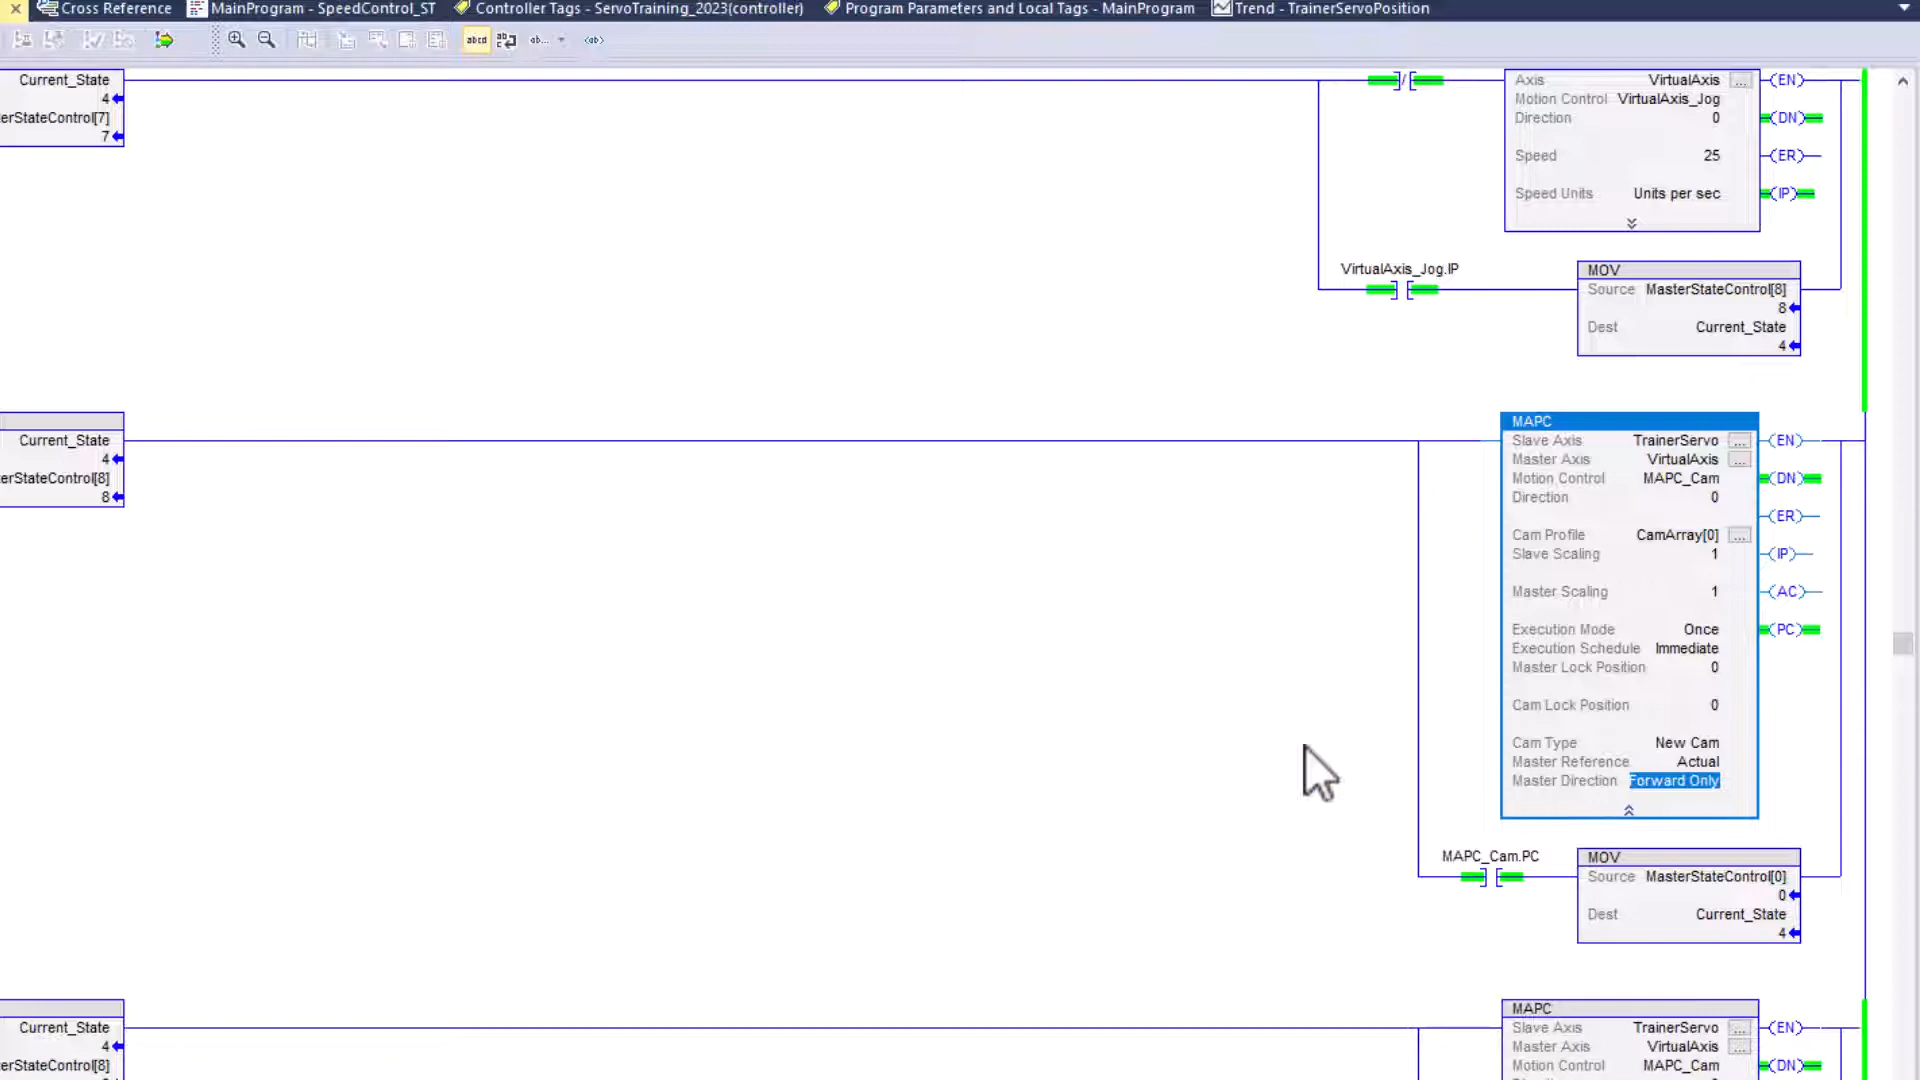 Cross Reference MainProgram - SpeedControl_ST Controller Tags - ServoTraining_2023(controller) Program Parameters and Local Tags - MainProgram Trend - TrainerServoPosition
abcd ab...  <ab>
Current_State
4
erStateControl[7]
7
Axis VirtualAxis ... (EN)
Motion Control VirtualAxis_Jog
Direction 0 (DN)
Speed 25 (ER)
Speed Units Units per sec (IP)
VirtualAxis_Jog.IP
MOV
Source MasterStateControl[8]
8
Dest Current_State
4
Current_State
4
erStateControl[8]
8
MAPC
Slave Axis TrainerServo ... (EN)
Master Axis VirtualAxis ...
Motion Control MAPC_Cam (DN)
Direction 0
(ER)
Cam Profile CamArray[0] ...
Slave Scaling 1 (IP)
Master Scaling 1 (AC)
Execution Mode Once (PC)
Execution Schedule Immediate
Master Lock Position 0
Cam Lock Position 0
Cam Type New Cam
Master Reference Actual
Master Direction Forward Only
MAPC_Cam.PC
MOV
Source MasterStateControl[0]
0
Dest Current_State
4
Current_State
4
erStateControl[8]
MAPC
Slave Axis TrainerServo ... (EN)
Master Axis VirtualAxis ...
Motion Control MAPC_Cam (DN)